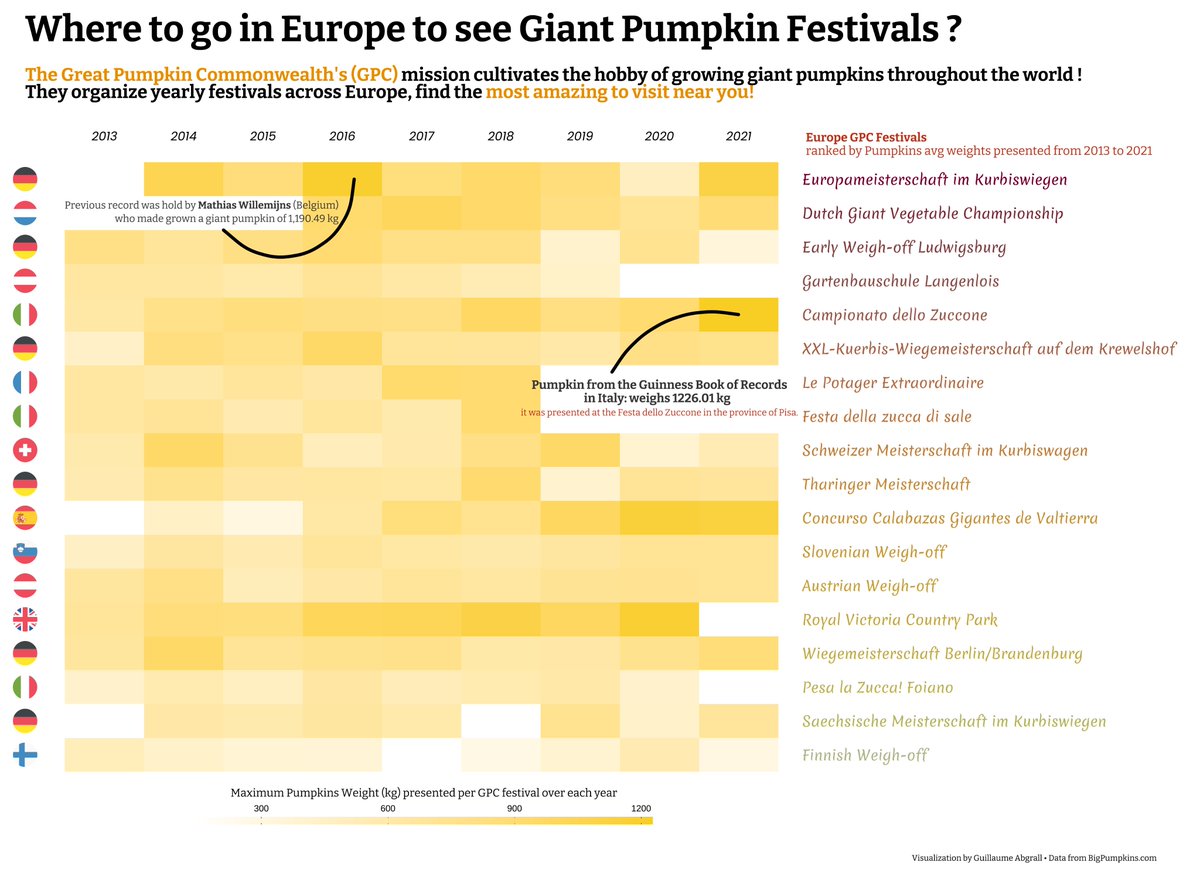 Where to go in Europe to see Giant Pumpkin Festivals ?
The Great Pumpkin Commonwealth's (GPC) mission cultivates the hobby of growing giant pumpkins throughout the world !
They organize yearly festivals across Europe, find the most amazing to visit near you!
2013 2014 2015 2016 2017 2018 2019 2020 2021
Europe GPC Festivals
ranked by Pumpkins avg weights presented from 2013 to 2021
Europameisterschaft im Kurbiswiegen
Previous record was hold by Mathias Willemijns (Belgium)
who made grown a giant pumpkin of 1,190.49 kg
Dutch Giant Vegetable Championship
Early Weigh-off Ludwigsburg
Gartenbauschule Langenlois
Campionato dello Zuccone
XXL-Kuerbis-Wiegemeisterschaft auf dem Krewelshof
Pumpkin from the Guinness Book of Records
in Italy: weighs 1226.01 kg
it was presented at the Festa dello Zuccone in the province of Pisa.
Le Potager Extraordinaire
Festa della zucca di sale
Schweizer Meisterschaft im Kurbiswagen
Tharinger Meisterschaft
Concurso Calabazas Gigantes de Valtierra
Slovenian Weigh-off
Austrian Weigh-off
Royal Victoria Country Park
Wiegemeisterschaft Berlin/Brandenburg
Pesa la Zucca! Foiano
Saechsische Meisterschaft im Kurbiswiegen
Finnish Weigh-off
Maximum Pumpkins Weight (kg) presented per GPC festival over each year
300 600 900 1200
Visualization by Guillaume Abgrall • Data from BigPumpkins.com